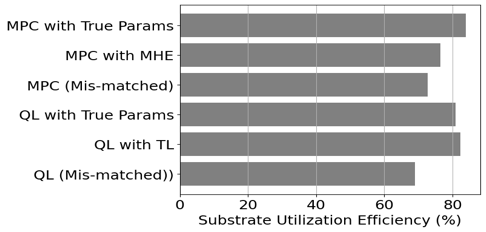 MPC with True Params
MPC with MHE
MPC (Mis-matched)
QL with True Params
QL with TL
QL (Mis-matched))
0 20 40 60 80
Substrate Utilization Efficiency (%)